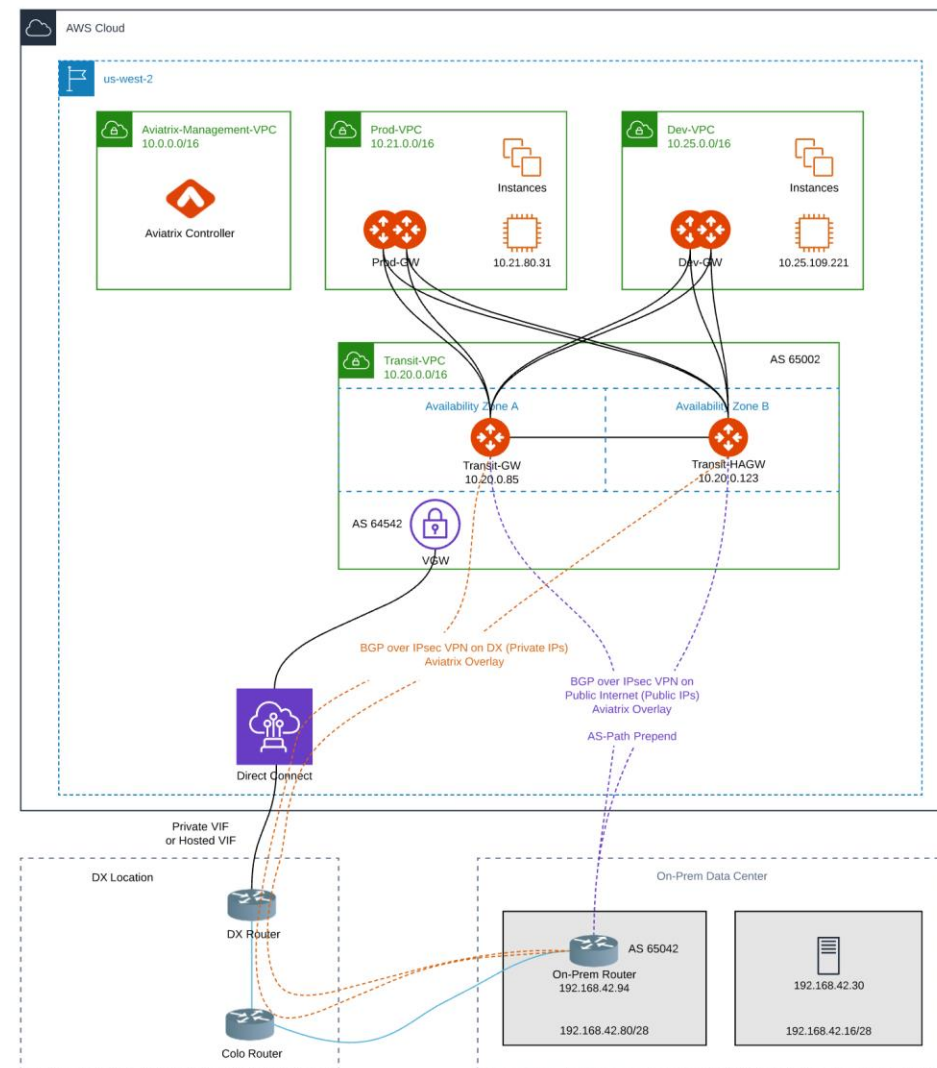 AWS Cloud
us-west-2
Aviatrix-Management-VPC
10.0.0.0/16
Aviatrix Controller
Prod-VPC
10.21.0.0/16
Instances
Prod-GW
10.21.80.31
Dev-VPC
10.25.0.0/16
Instances
Dev-GW
10.25.109.221
Transit-VPC
10.20.0.0/16
AS 65002
Availability Zone A
Availability Zone B
Transit-GW
10.20.0.85
Transit-HAGW
10.20.0.123
AS 64542
VGW
BGP over IPsec VPN on DX (Private IPs)
Aviatrix Overlay
BGP over IPsec VPN on
Public Internet (Public IPs)
Aviatrix Overlay
AS-Path Prepend
Direct Connect
Private VIF
or Hosted VIF
DX Location
On-Prem Data Center
DX Router
AS 65042
On-Prem Router
192.168.42.94
192.168.42.30
192.168.42.80/28
192.168.42.16/28
Colo Router